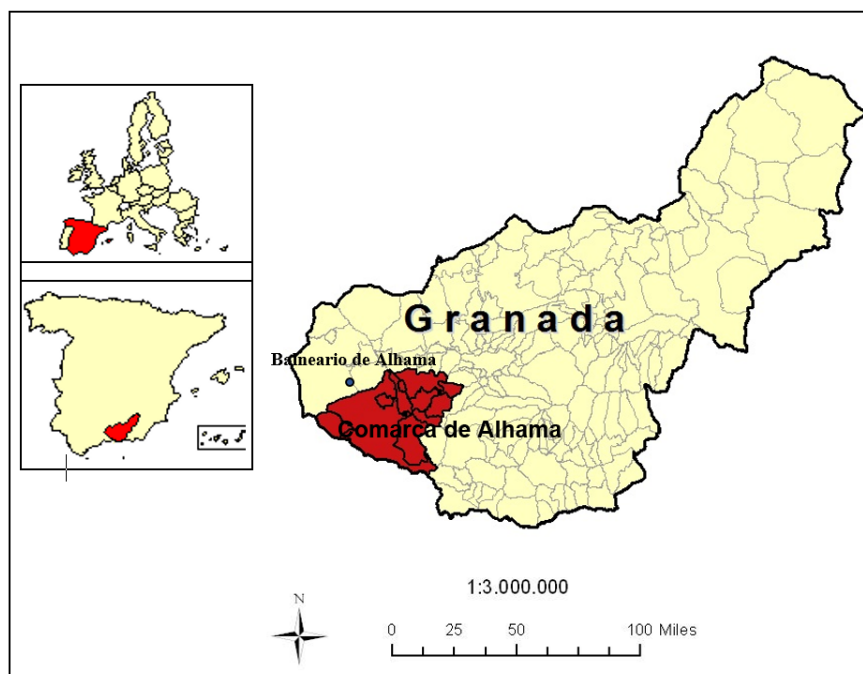 Granada
Balneario de Alhama
Comarca de Alhama
1:3.000.000
N
0 25 50 100 Miles